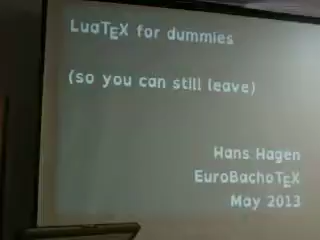 LuaTEX for dummies
(so you can still leave)
Hans Hagen
EuroBachoTEX
May 2013